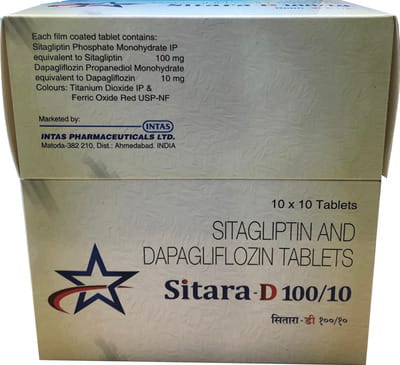 Each film coated tablet contains:
Sitagliptin Phosphate Monohydrate IP
equivalent to Sitagliptin 100 mg
Dapagliflozin Propanediol Monohydrate
equivalent to Dapagliflozin 10 mg
Colours: Titanium Dioxide IP &
Ferric Oxide Red USP-NF
Marketed by:
INTAS
INTAS PHARMACEUTICALS LTD.
Matoda-382 210, Dist.: Ahmedabad. INDIA
10 x 10 Tablets
SITAGLIPTIN AND
DAPAGLIFLOZIN TABLETS
Sitara-D 100/10
सितारा-डी १००/१०